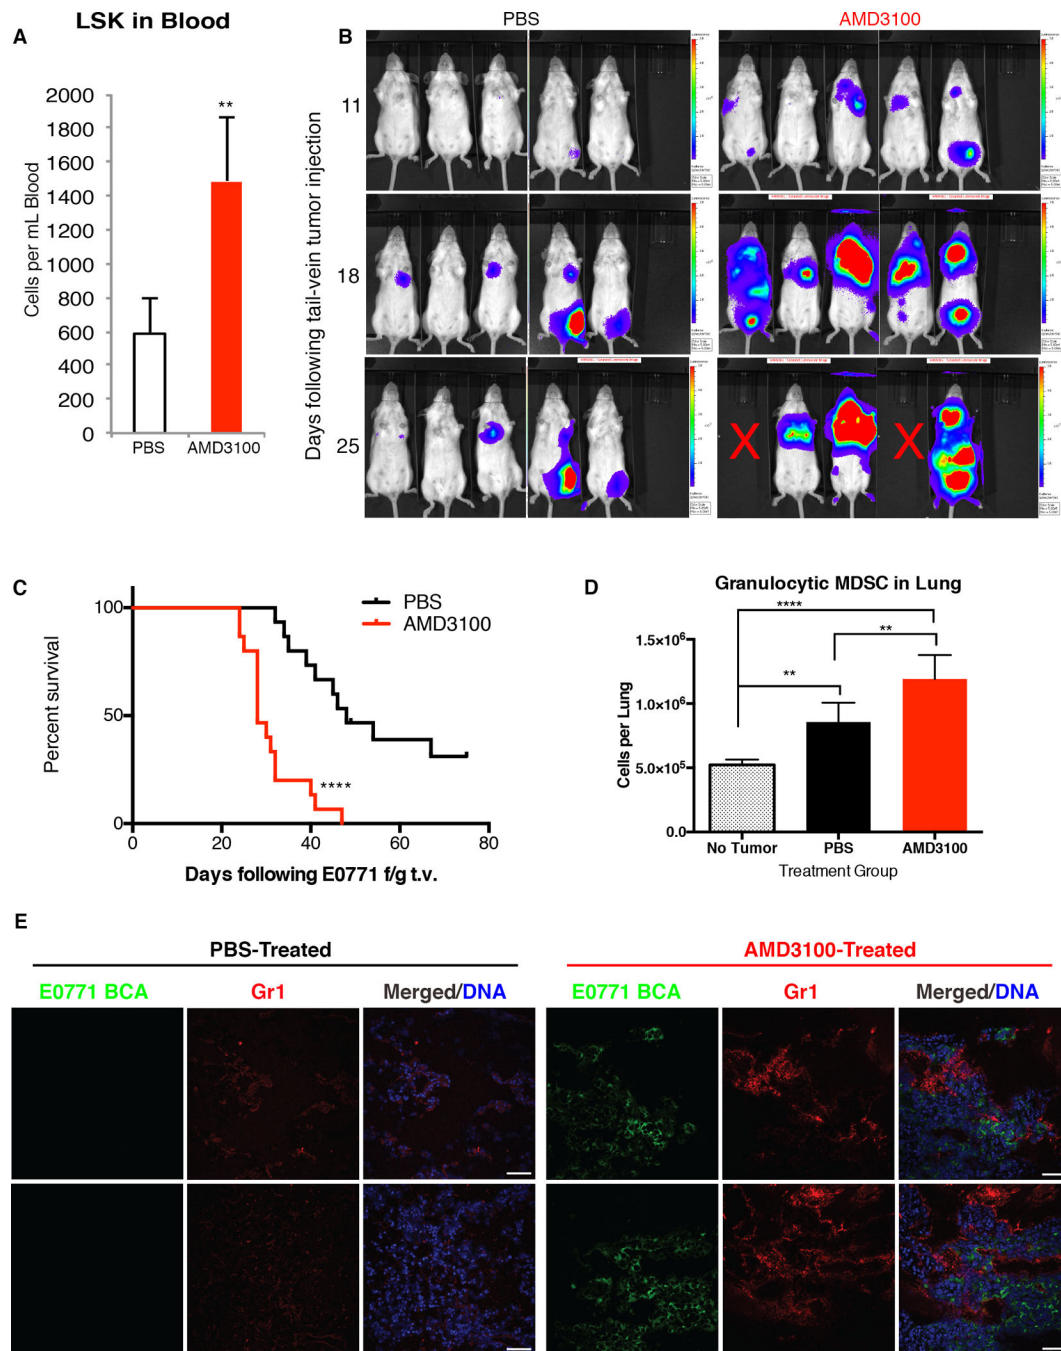 LSK in Blood
A
2000
1800
1600
1400
1200
1000
800
600
400
200
0
Cells per mL Blood
**
PBS
AMD3100
B
PBS
AMD3100
Days following tail-vein tumor injection
11
18
25
X
X
C
Percent survival
100
50
0
PBS
AMD3100
****
0
20
40
60
80
Days following E0771 f/g t.v.
D
Granulocytic MDSC in Lung
****
**
**
1.5×10⁶
1.0×10⁶
5.0×10⁵
0.0
Cells per Lung
No Tumor
PBS
AMD3100
Treatment Group
E
PBS-Treated
AMD3100-Treated
E0771 BCA
Gr1
Merged/DNA
E0771 BCA
Gr1
Merged/DNA